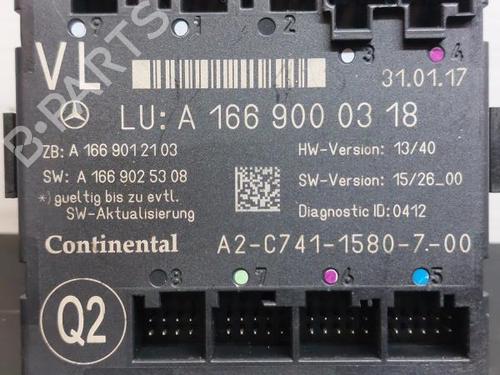 9 1 2 3 4
VL
31.01.17
LU: A 166 900 03 18
ZB: A 166 901 21 03
HW-Version: 13/40
SW: A 166 902 53 08
SW-Version: 15/26_00
*) gueltig bis zu evtl.
SW-Aktualisierung
Diagnostic ID: 0412
Continental A2-C741-1580-7.-00
8 7 6 5
Q2
B-PARTS